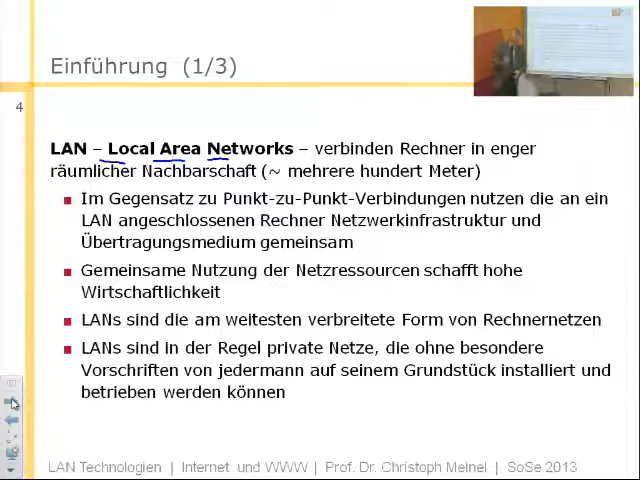 Einführung (1/3)
4
LAN – Local Area Networks – verbinden Rechner in enger
räumlicher Nachbarschaft (~ mehrere hundert Meter)
Im Gegensatz zu Punkt-zu-Punkt-Verbindungen nutzen die an ein
LAN angeschlossenen Rechner Netzwerkinfrastruktur und
Übertragungsmedium gemeinsam
Gemeinsame Nutzung der Netzressourcen schafft hohe
Wirtschaftlichkeit
LANs sind die am weitesten verbreitete Form von Rechnernetzen
LANs sind in der Regel private Netze, die ohne besondere
Vorschriften von jedermann auf seinem Grundstück installiert und
betrieben werden können
LAN Technologien | Internet und WWW | Prof. Dr. Christoph Meinel | SoSe 2013